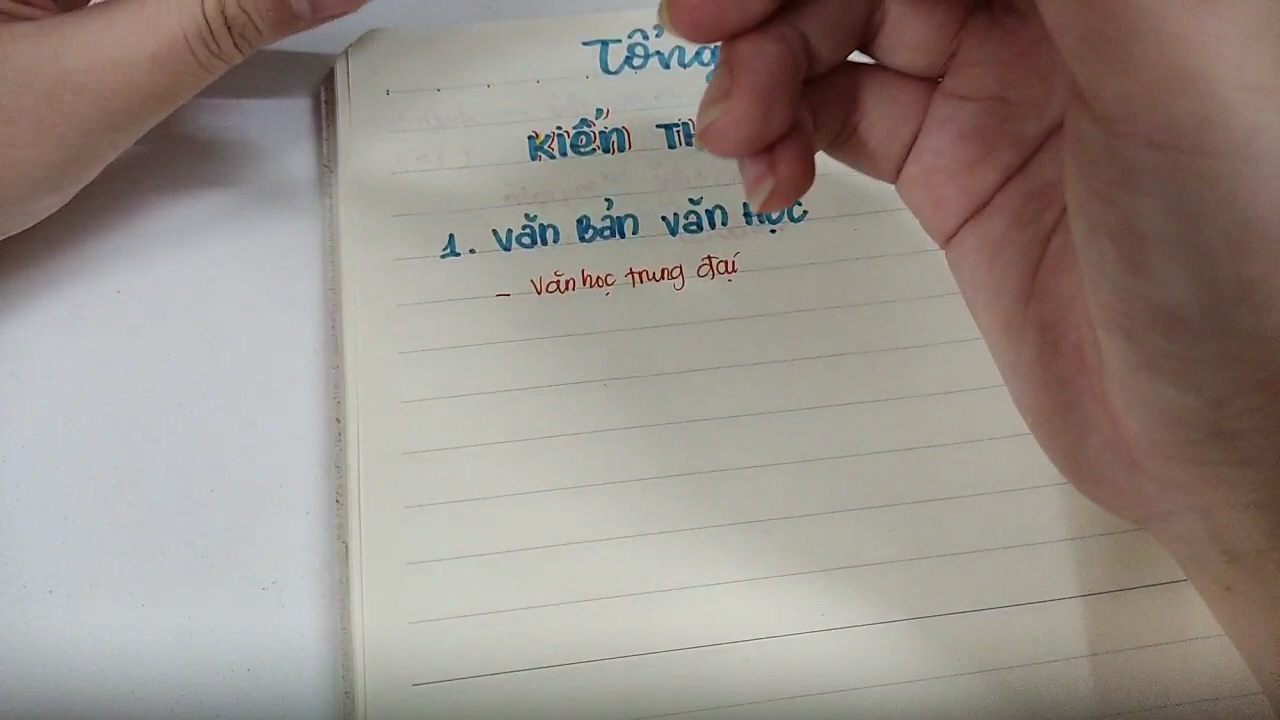 Tổng
Kiến
1. Văn Bản Văn Học
- Văn học trung đại